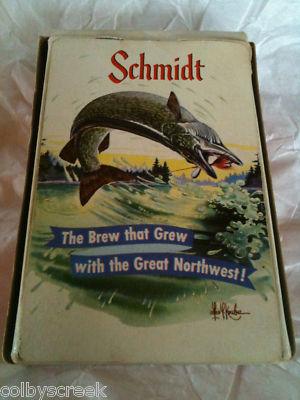 Schmidt
The Brew that Grew
with the Great Northwest!
colbyscreek